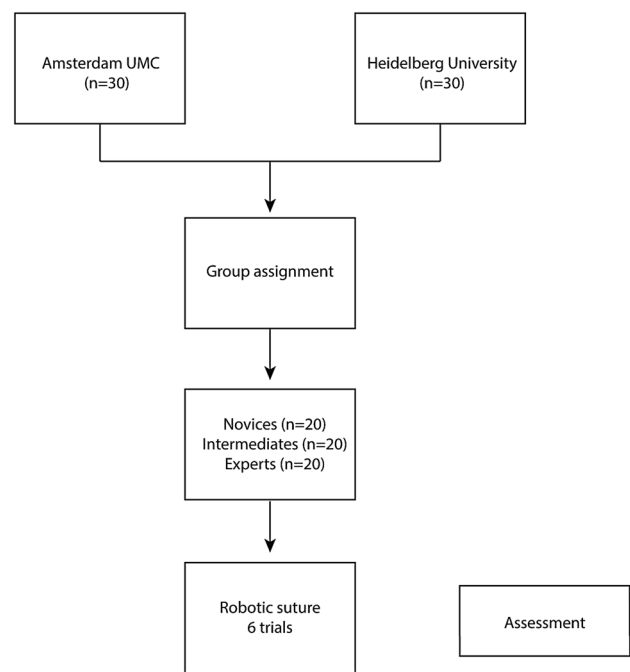 Amsterdam UMC
(n=30)
Heidelberg University
(n=30)
Group assignment
Novices (n=20)
Intermediates (n=20)
Experts (n=20)
Robotic suture
6 trials
Assessment